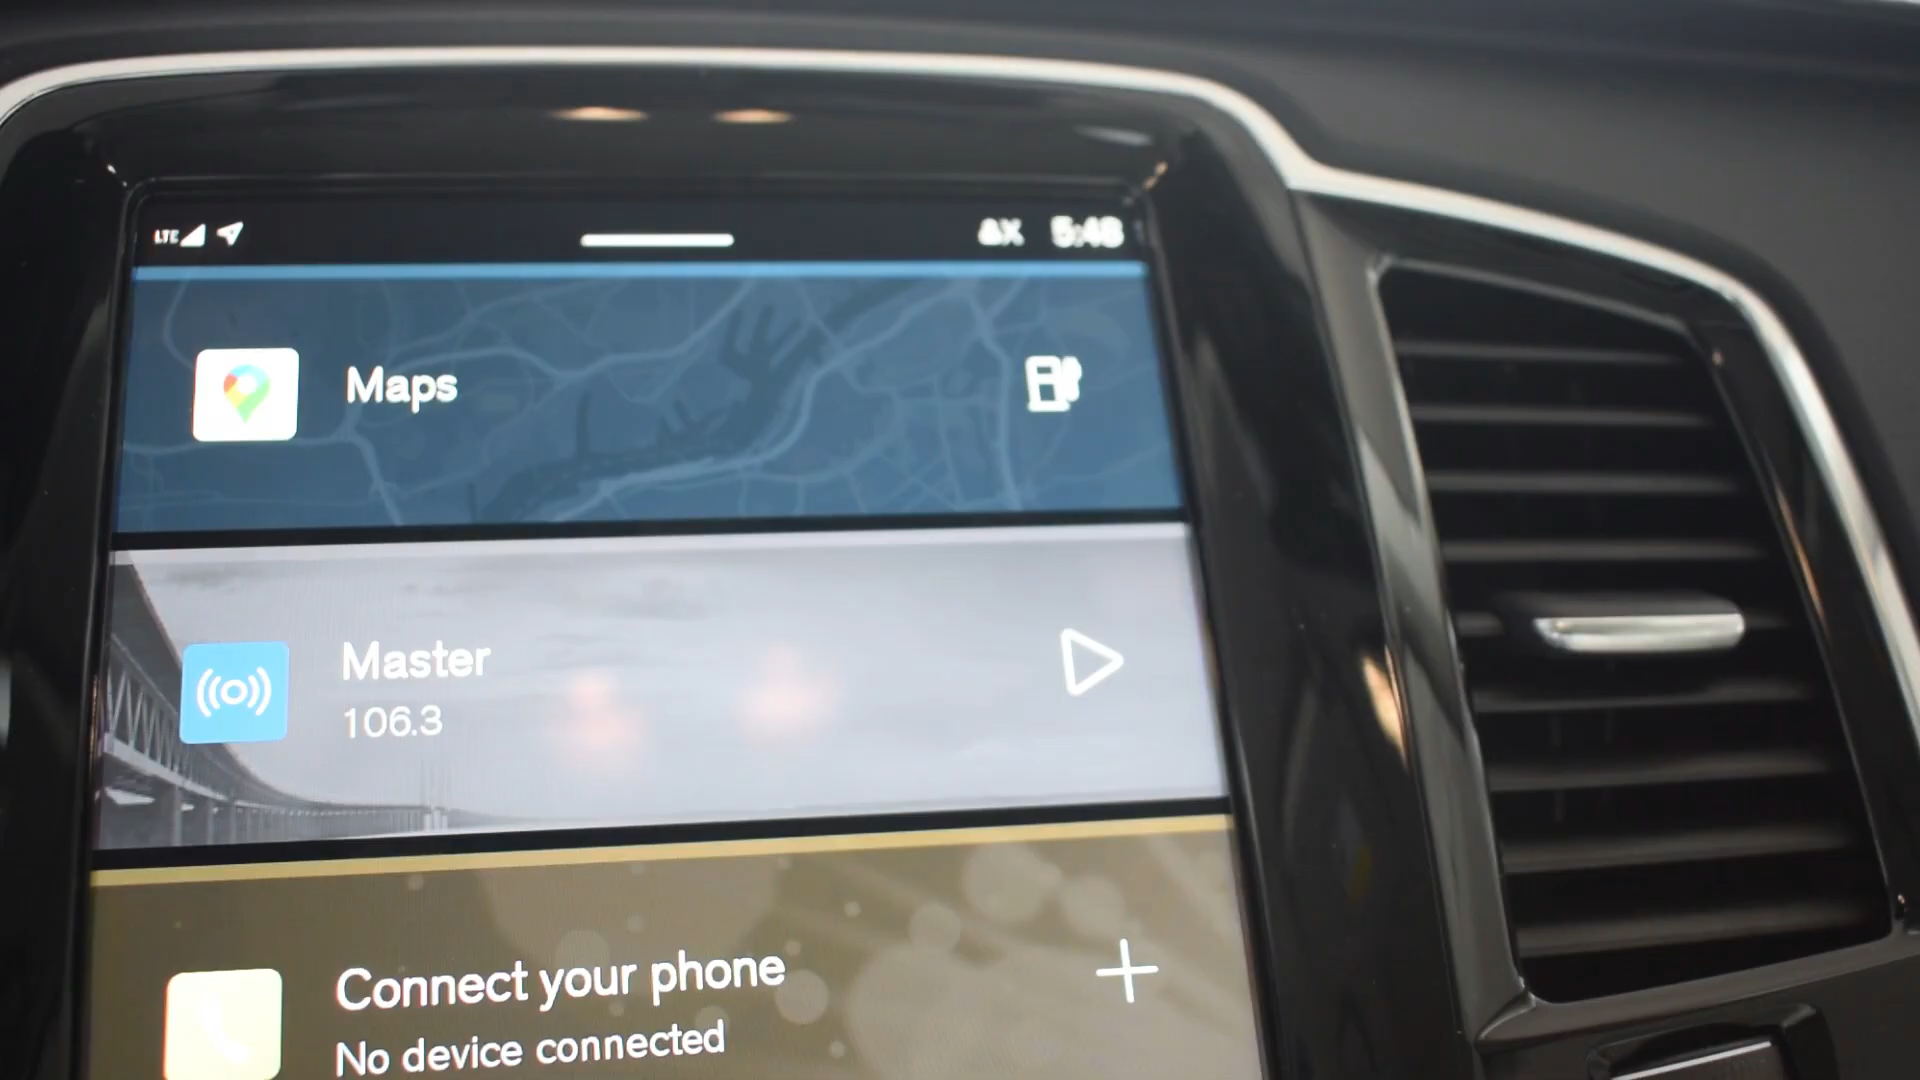 LTE 5:48
Maps
Master
106.3
Connect your phone
No device connected